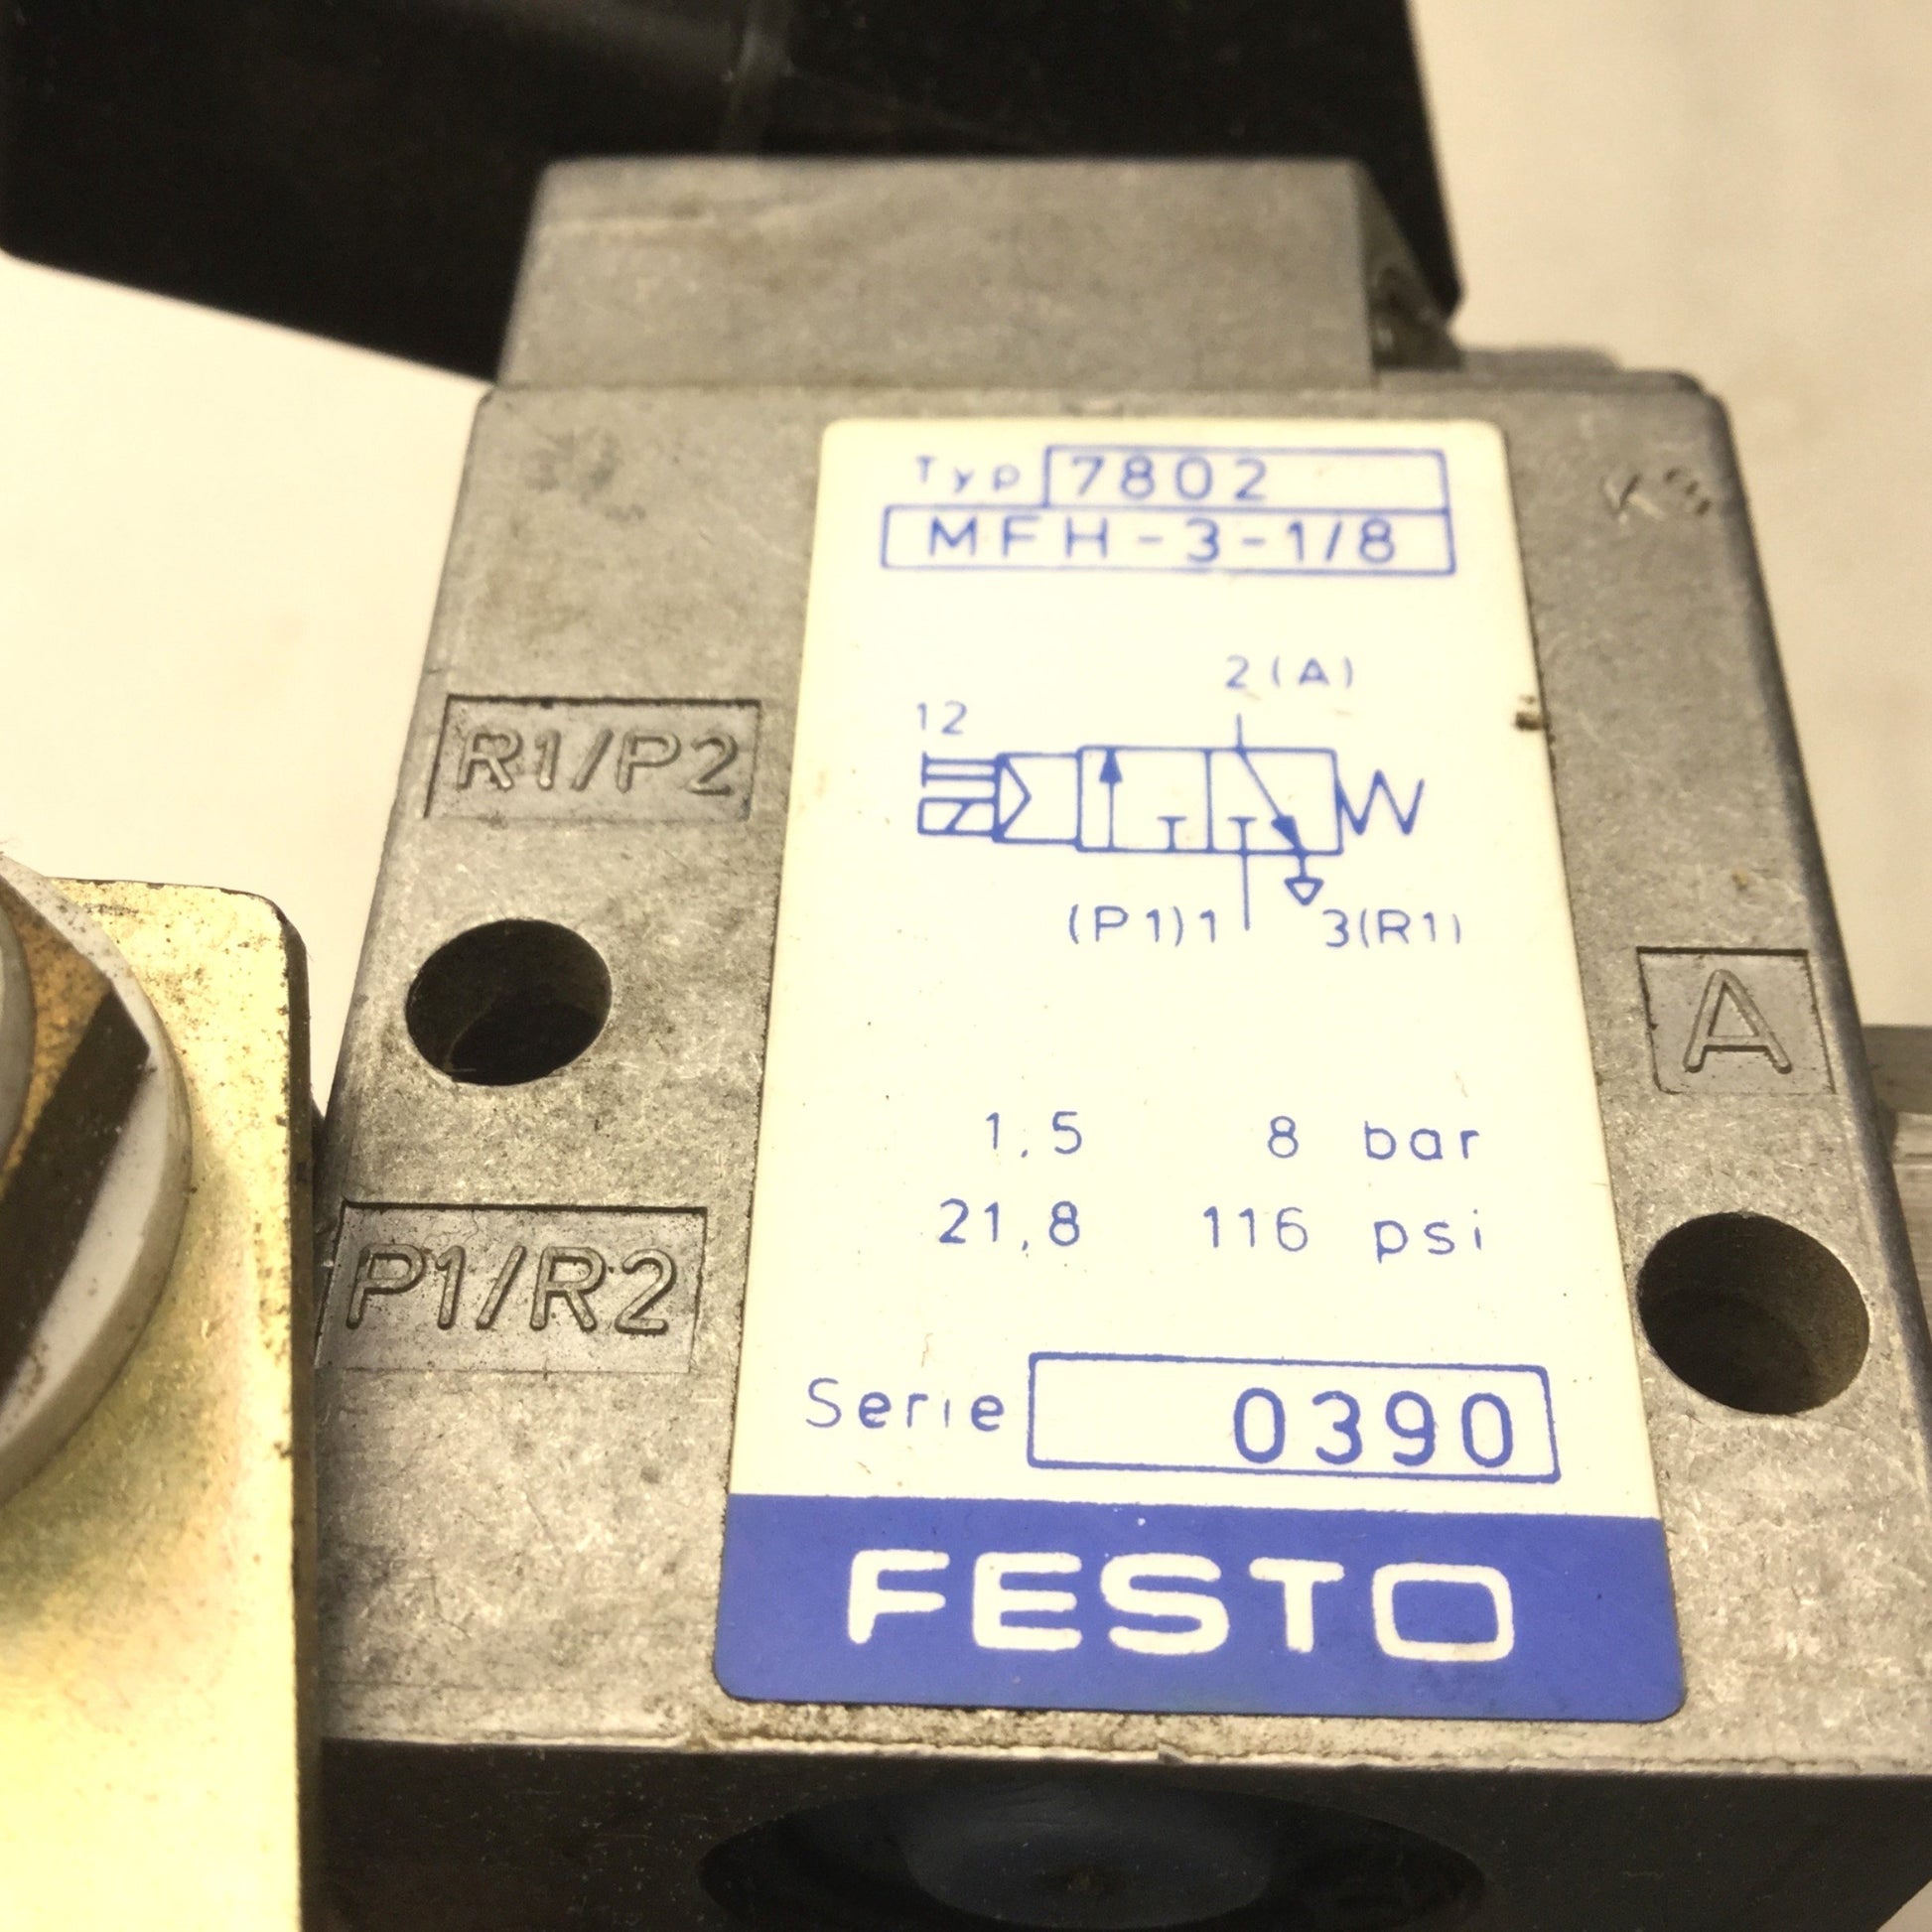 Typ 7802
MFH-3-1/8
K3
2(A)
12
R1/P2
(P1)1 3(R1)
A
1,5 8 bar
21,8 116 psi
P1/R2
Serie 0390
FESTO